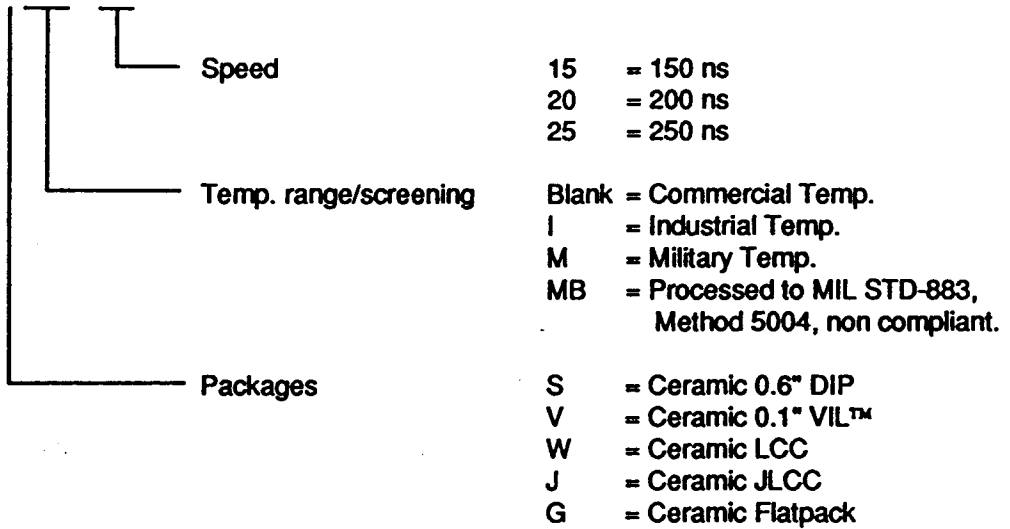 Speed 15 = 150 ns
20 = 200 ns
25 = 250 ns
Temp. range/screening Blank = Commercial Temp.
I = Industrial Temp.
M = Military Temp.
MB = Processed to MIL STD-883,
Method 5004, non compliant.
Packages S = Ceramic 0.6" DIP
V = Ceramic 0.1" VIL™
W = Ceramic LCC
J = Ceramic JLCC
G = Ceramic Flatpack